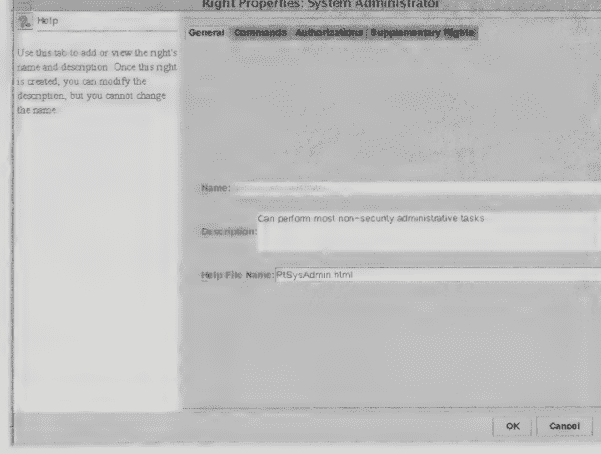 Right Properties: System Administrator
Help
General Commands Authorizations Supplementary Rights
Use this tab to add or view the right's
name and description. Once this right
is created, you can modify the
description, but you cannot change
the name.
Name:
Description: Can perform most non-security administrative tasks
Help File Name: RtSysAdmin.html
OK Cancel